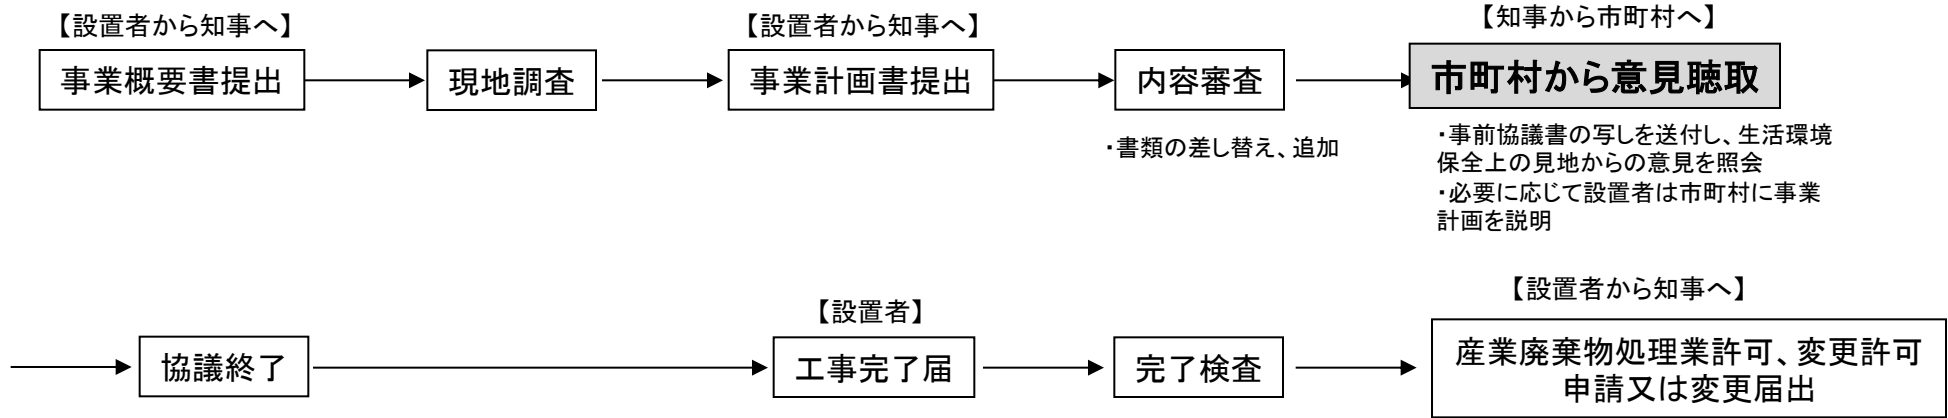 【設置者から知事へ】
事業概要書提出
現地調査
【設置者から知事へ】
事業計画書提出
内容審査
・書類の差し替え、追加
【知事から市町村へ】
市町村から意見聴取
・事前協議書の写しを送付し、生活環境
保全上の見地からの意見を照会
・必要に応じて設置者は市町村に事業
計画を説明
協議終了
【設置者】
工事完了届
完了検査
【設置者から知事へ】
産業廃棄物処理業許可、変更許可
申請又は変更届出